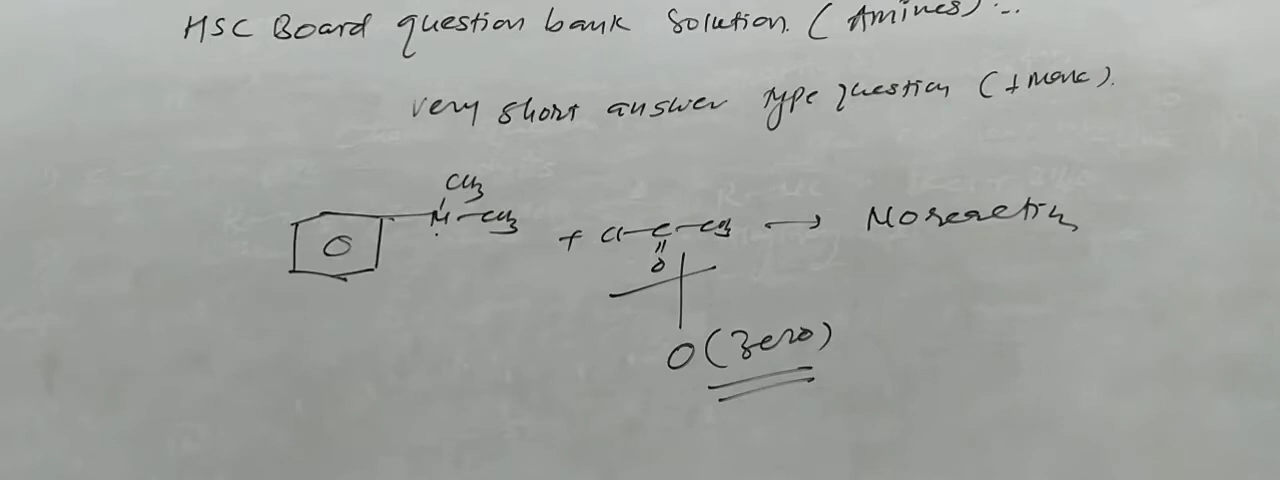 HSC Board question bank solution. (Amines)...
very short answer type question (1 Mark).
CH3
N-CH3 + Cl-C-CH3 → No reaction
O
O (Zero)